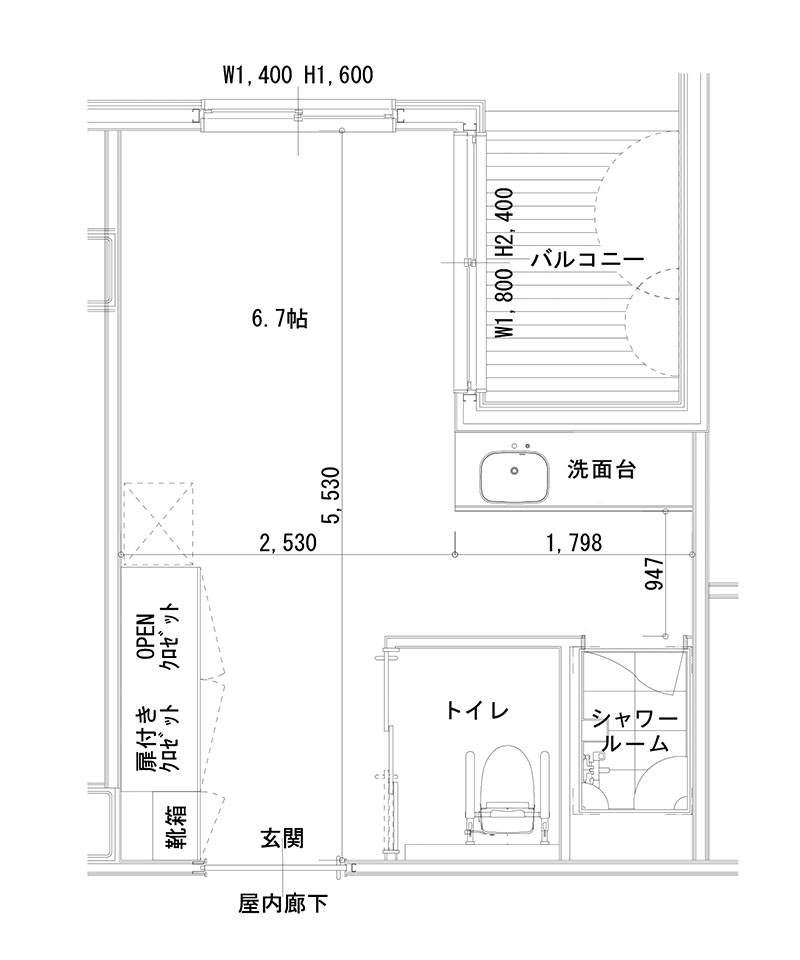 W1,400 H1,600
W1,800 H2,400
バルコニー
6.7帖
5,530
洗面台
2,530
1,798
947
OPEN
ｸﾛｾﾞｯﾄ
扉付き
ｸﾛｾﾞｯﾄ
トイレ
シャワー
ルーム
靴箱
玄関
屋内廊下